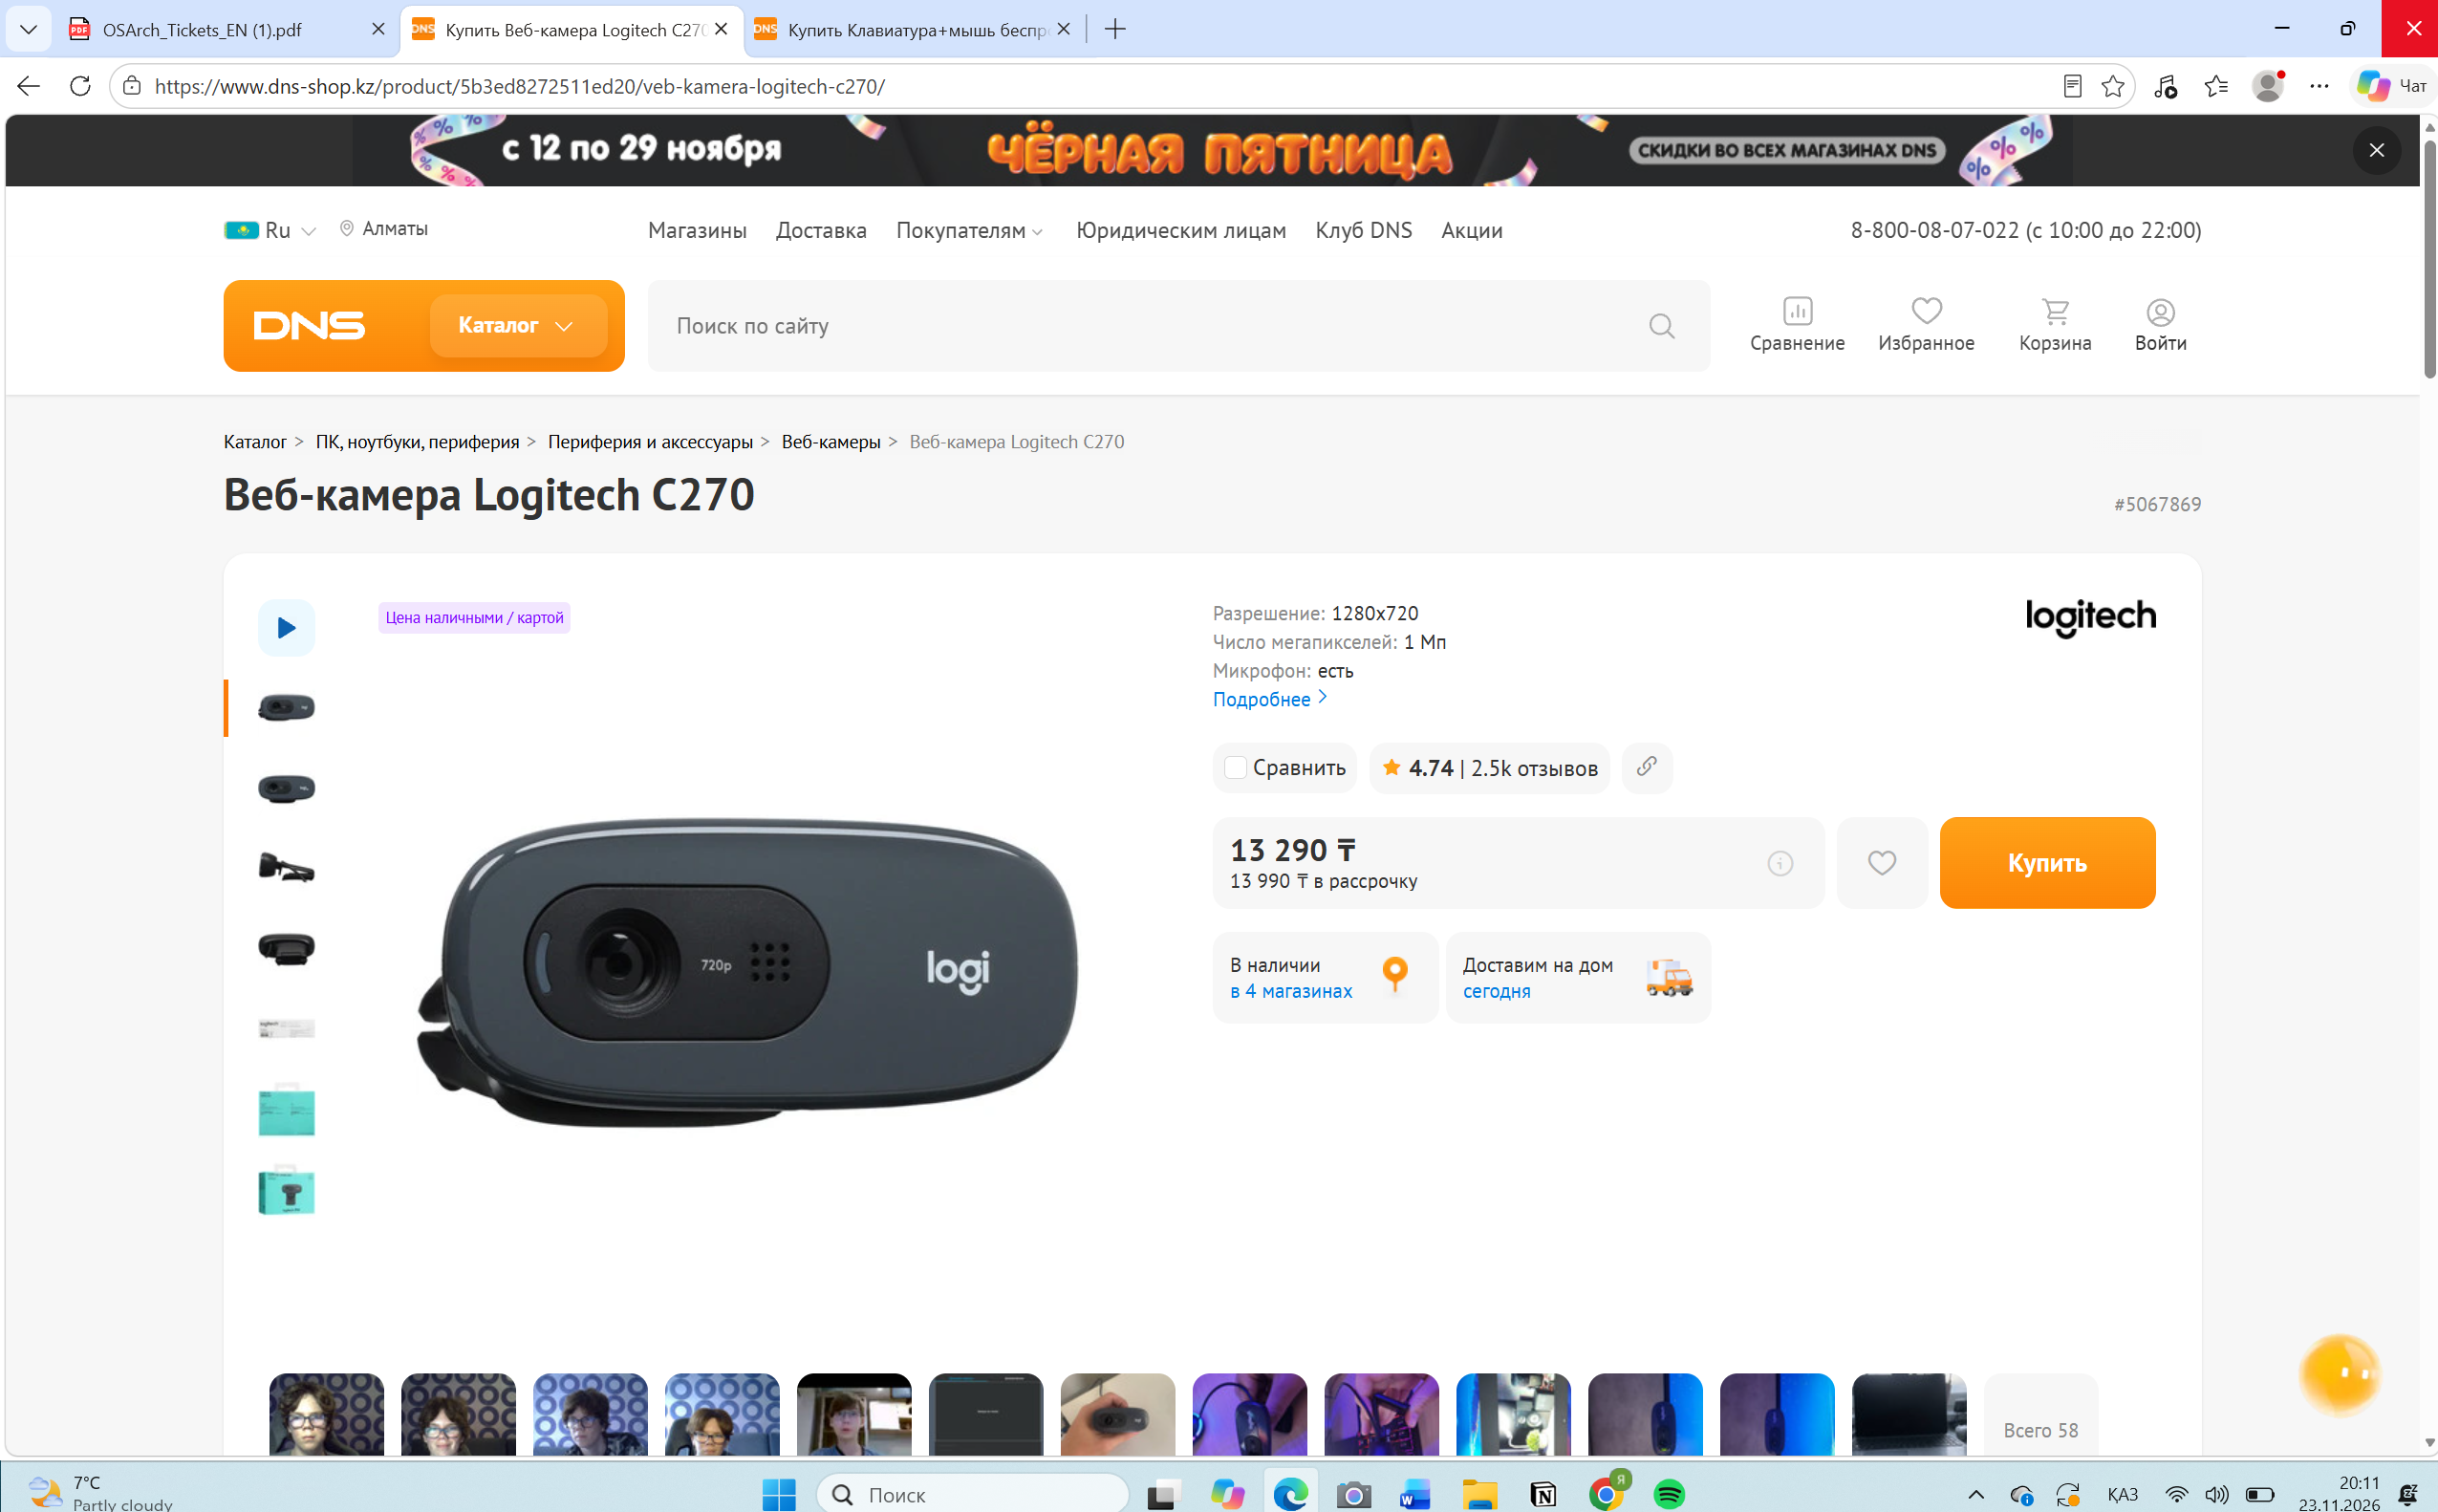 OSArch_Tickets_EN (1).pdf
Купить Веб-камера Logitech C270
Купить Клавиатура+мышь беспр
https://www.dns-shop.kz/product/5b3ed8272511ed20/veb-kamera-logitech-c270/
Чат
с 12 по 29 ноября
ЧЁРНАЯ ПЯТНИЦА
СКИДКИ ВО ВСЕХ МАГАЗИНАХ DNS
Ru
Алматы
Магазины
Доставка
Покупателям
Юридическим лицам
Клуб DNS
Акции
8-800-08-07-022 (с 10:00 до 22:00)
DNS
Каталог
Поиск по сайту
Сравнение
Избранное
Корзина
Войти
Каталог > ПК, ноутбуки, периферия > Периферия и аксессуары > Веб-камеры > Веб-камера Logitech C270
Веб-камера Logitech C270
#5067869
Цена наличными / картой
Разрешение: 1280x720
Число мегапикселей: 1 Мп
Микрофон: есть
Подробнее >
logitech
Сравнить
4.74 | 2.5k отзывов
13 290 ₸
13 990 ₸ в рассрочку
Купить
В наличии
в 4 магазинах
Доставим на дом
сегодня
720p
logi
Всего 58
7°C
Partly cloudy
Поиск
Я
ҚАЗ
20:11
23.11.2026